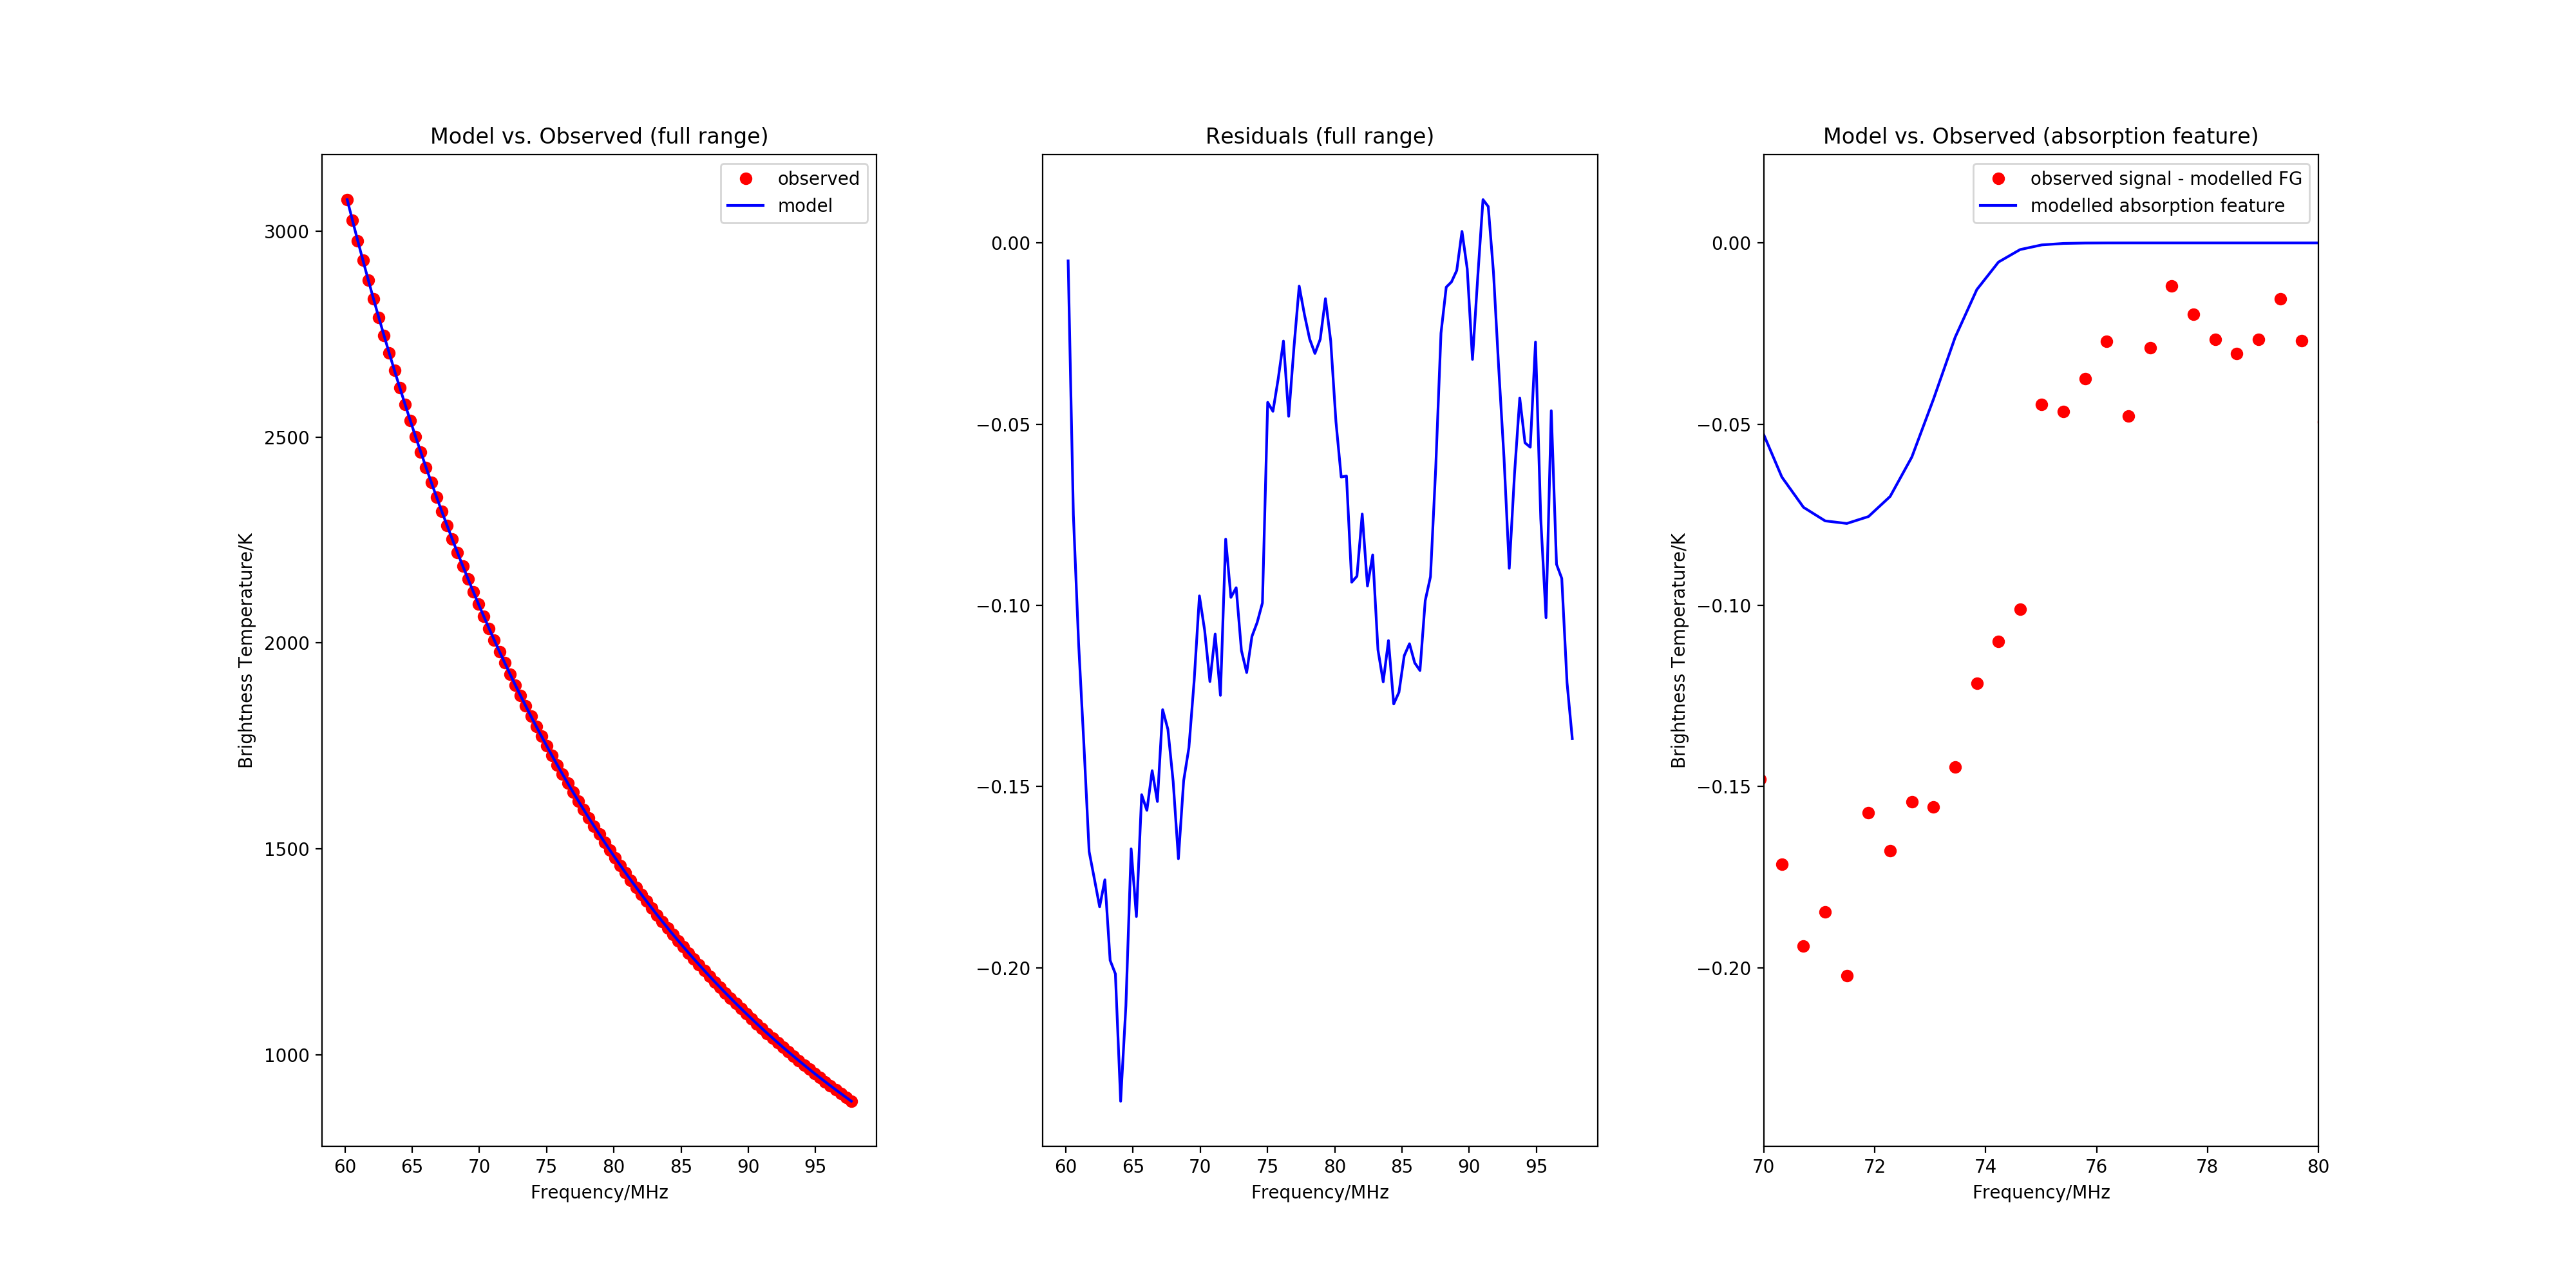 Model vs. Observed (full range)
observed
model
3000
2500
2000
1500
1000
Brightness Temperature/K
60 65 70 75 80 85 90 95
Frequency/MHz
Residuals (full range)
0.00
−0.05
−0.10
−0.15
−0.20
60 65 70 75 80 85 90 95
Frequency/MHz
Model vs. Observed (absorption feature)
observed signal - modelled FG
modelled absorption feature
0.00
−0.05
−0.10
−0.15
−0.20
Brightness Temperature/K
70 72 74 76 78 80
Frequency/MHz